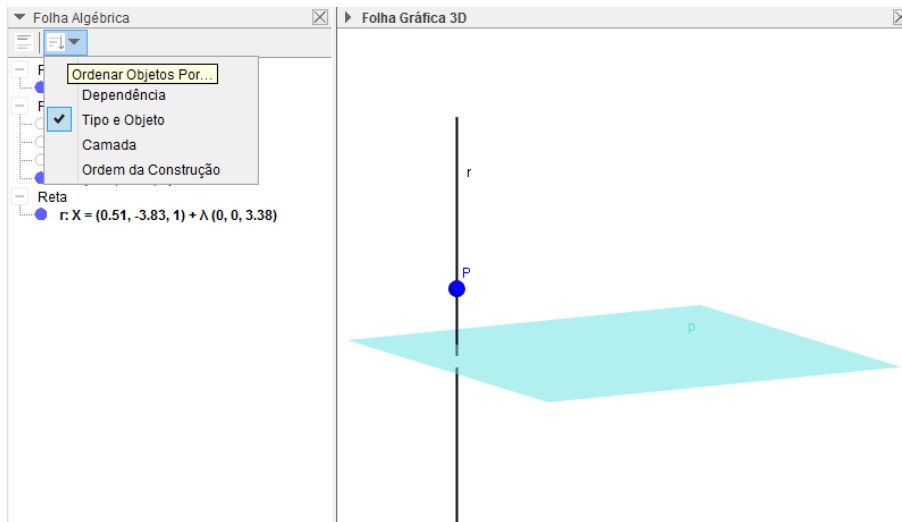 Folha Algébrica
Folha Gráfica 3D
Ordenar Objetos Por...
Dependência
Tipo e Objeto
Camada
Ordem da Construção
Reta
r: X = (0.51, -3.83, 1) + λ (0, 0, 3.38)
r
P
p